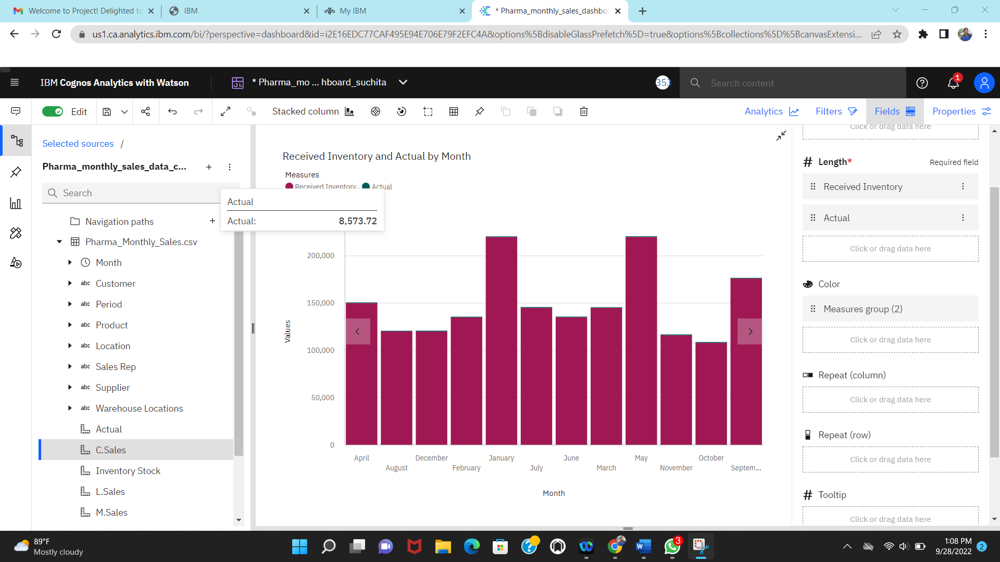 Welcome to Project! Delighted to
IBM
My IBM
* Pharma_monthly_sales_dashbo
us1.ca.analytics.ibm.com/bi/?perspective=dashboard&id=i2E16EDC77CAF495E94E706E79F2EFC4A&options%5BdisableGlassPrefetch%5D=true&options%5Bcollections%5D%5BcanvasExtensi...
IBM Cognos Analytics with Watson
* Pharma_mo ... hboard_suchita
353
Search content
1
Edit
Stacked column
Analytics
Filters
Fields
Properties
Selected sources /
Pharma_monthly_sales_data_c...
Search
Navigation paths
Pharma_Monthly_Sales.csv
Month
abc Customer
abc Period
abc Product
abc Location
abc Sales Rep
abc Supplier
abc Warehouse Locations
Actual
C.Sales
Inventory Stock
L.Sales
M.Sales
Received Inventory and Actual by Month
Measures
Received Inventory
Actual
Actual
Actual: 8,573.72
200,000
150,000
100,000
50,000
0
Values
April
August
December
February
January
July
June
March
May
November
October
Septem...
Month
Click or drag data here
# Length* Required field
Received Inventory
Actual
Click or drag data here
Color
Measures group (2)
Click or drag data here
Repeat (column)
Click or drag data here
Repeat (row)
Click or drag data here
# Tooltip
Click or drag data here
89°F
Mostly cloudy
3
1:08 PM
9/28/2022
2